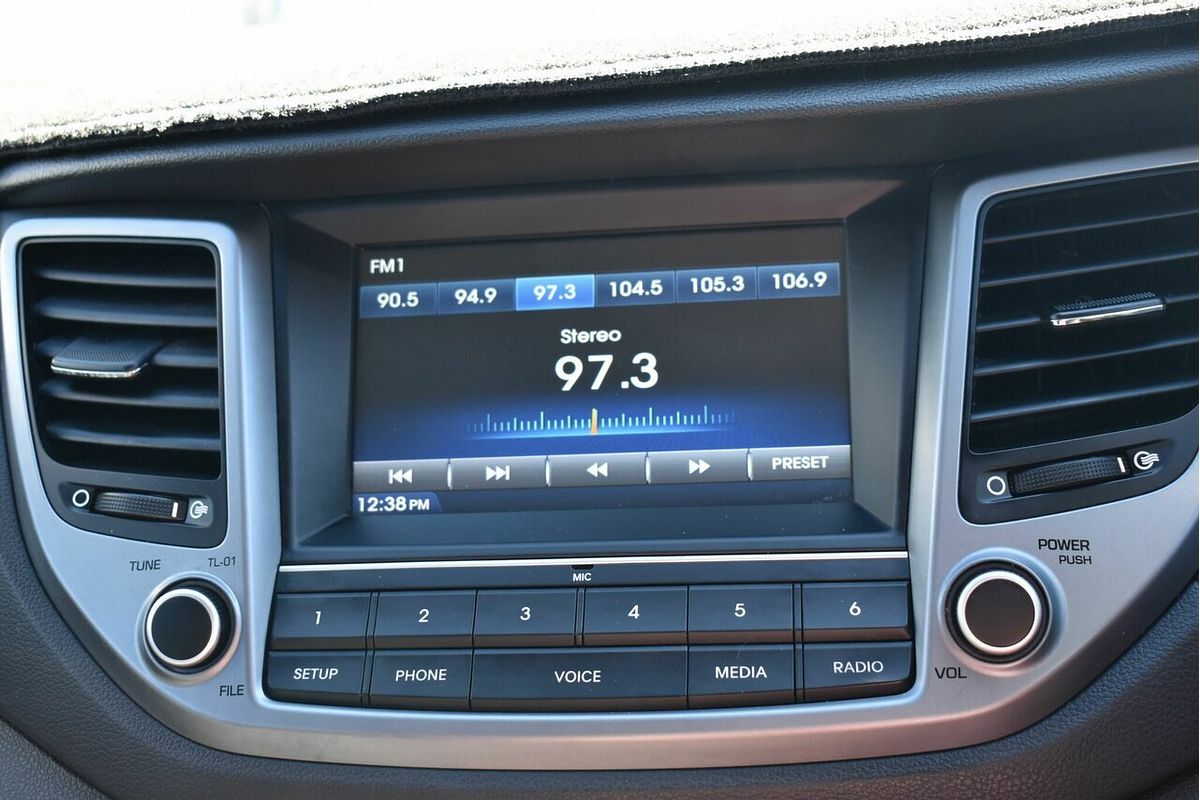 FM1
90.5 94.9 97.3 104.5 105.3 106.9
Stereo
97.3
PRESET
12:38 PM
MIC
TUNE TL-01
POWER
PUSH
1 2 3 4 5 6
SETUP PHONE VOICE MEDIA RADIO
FILE
VOL